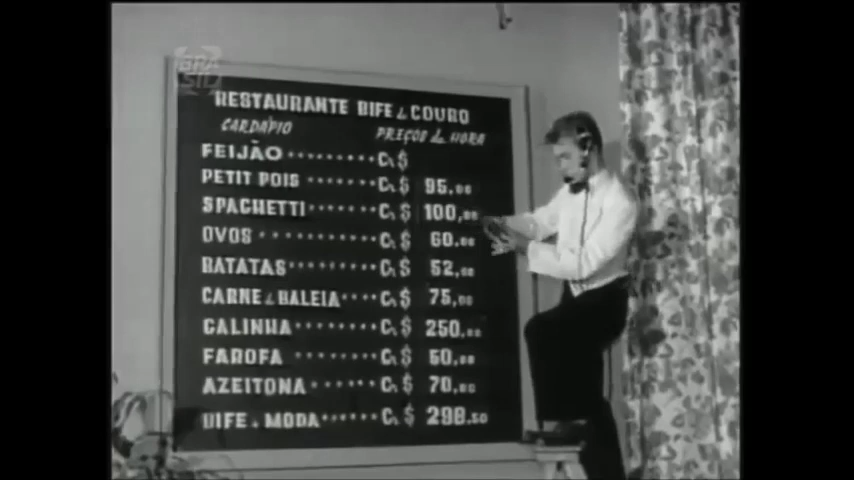 BRA
SIL
RESTAURANTE BIFE de COURO
CARDÁPIO PREÇOS da HORA
FEIJÃO ......... Cr$
PETIT POIS ......... Cr$ 95,00
SPAGHETTI ......... Cr$ 100,00
OVOS ........... Cr$ 60,00
BATATAS ......... Cr$ 52,00
CARNE de BALEIA .... Cr$ 75,00
GALINHA ......... Cr$ 250,00
FAROFA ........ Cr$ 50,00
AZEITONA ...... Cr$ 70,00
BIFE à MODA ...... Cr$ 298,50